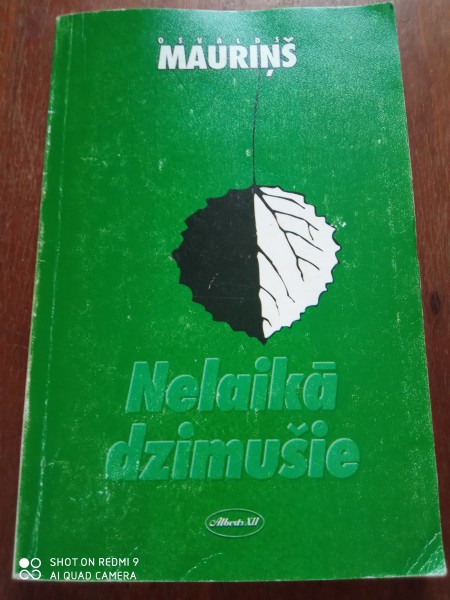 OSVALDS
MAURIŅŠ
Nelaikā
dzimušie
Alberts XII
SHOT ON REDMI 9
AI QUAD CAMERA